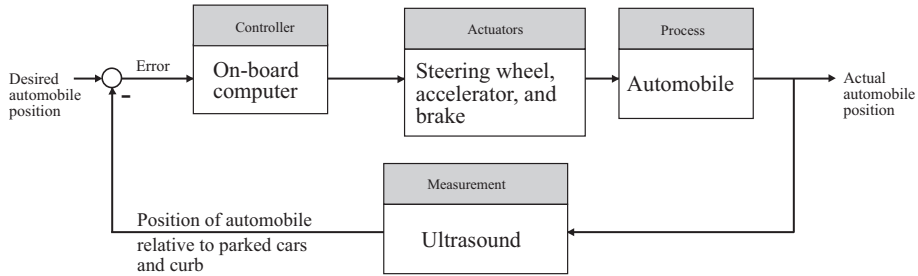 Controller
On-board
computer
Actuators
Steering wheel,
accelerator, and
brake
Process
Automobile
Desired
automobile
position
Error
-
Actual
automobile
position
Measurement
Ultrasound
Position of automobile
relative to parked cars
and curb